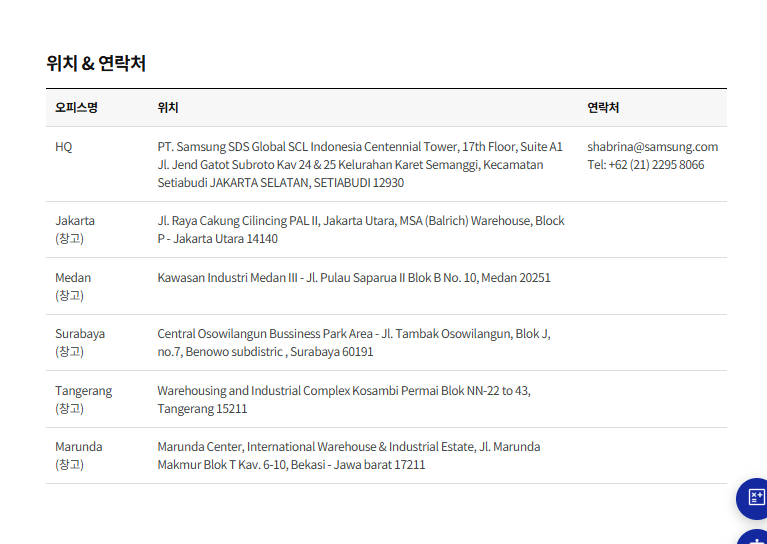 위치 & 연락처
오피스명 위치 연락처
HQ PT. Samsung SDS Global SCL Indonesia Centennial Tower, 17th Floor, Suite A1 shabrina@samsung.com
Jl. Jend Gatot Subroto Kav 24 & 25 Kelurahan Karet Semanggi, Kecamatan Tel: +62 (21) 2295 8066
Setiabudi JAKARTA SELATAN, SETIABUDI 12930
Jakarta Jl. Raya Cakung Cilincing PAL II, Jakarta Utara, MSA (Balrich) Warehouse, Block
(창고) P - Jakarta Utara 14140
Medan Kawasan Industri Medan III - Jl. Pulau Saparua II Blok B No. 10, Medan 20251
(창고)
Surabaya Central Osowilangun Bussiness Park Area - Jl. Tambak Osowilangun, Blok J,
(창고) no.7, Benowo subdistric , Surabaya 60191
Tangerang Warehousing and Industrial Complex Kosambi Permai Blok NN-22 to 43,
(창고) Tangerang 15211
Marunda Marunda Center, International Warehouse & Industrial Estate, Jl. Marunda
(창고) Makmur Blok T Kav. 6-10, Bekasi - Jawa barat 17211